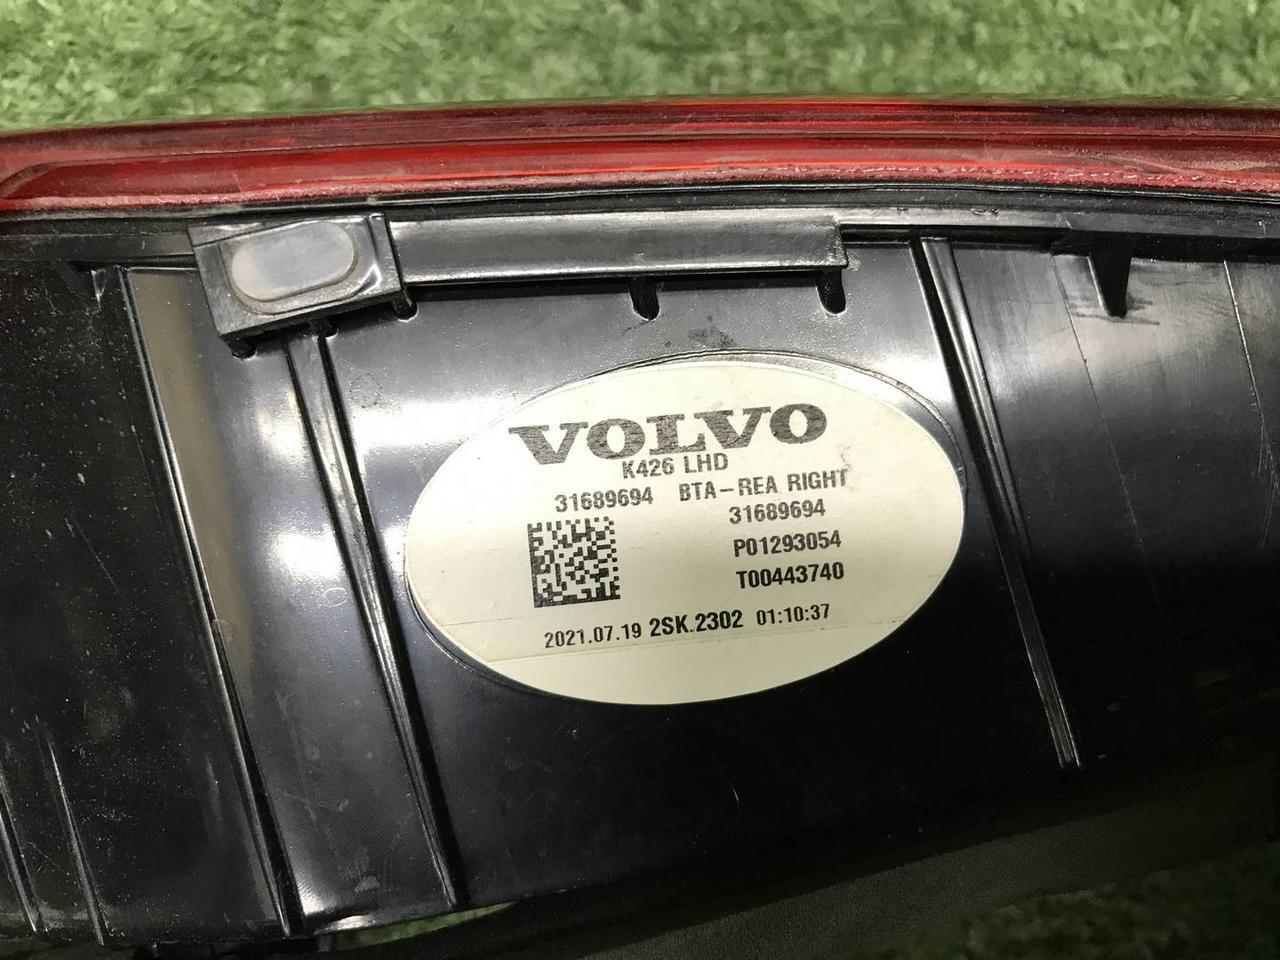 VOLVO
K426 LHD
31689694 BTA-REA RIGHT
31689694
P01293054
T00443740
2021.07.19 2SK.2302 01:10:37